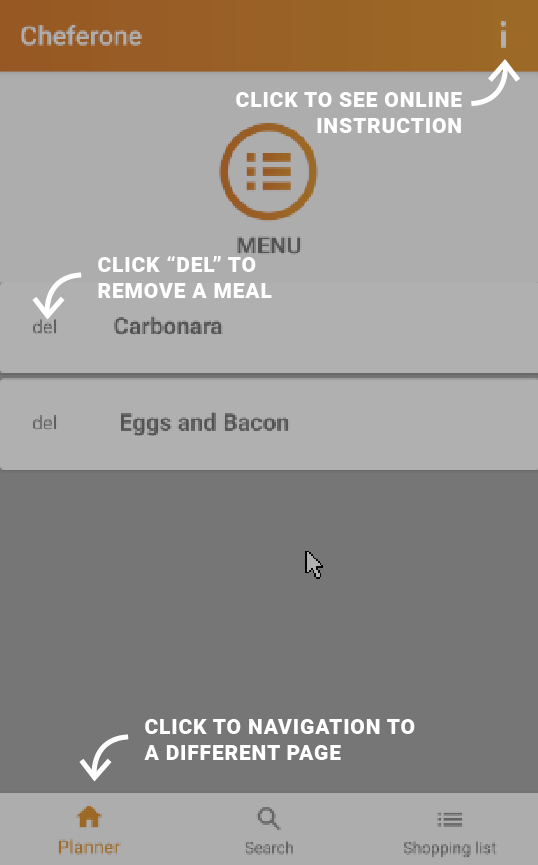 Cheferone
CLICK TO SEE ONLINE
INSTRUCTION
MENU
CLICK “DEL” TO
REMOVE A MEAL
del Carbonara
del Eggs and Bacon
CLICK TO NAVIGATION TO
A DIFFERENT PAGE
Planner Search Shopping list